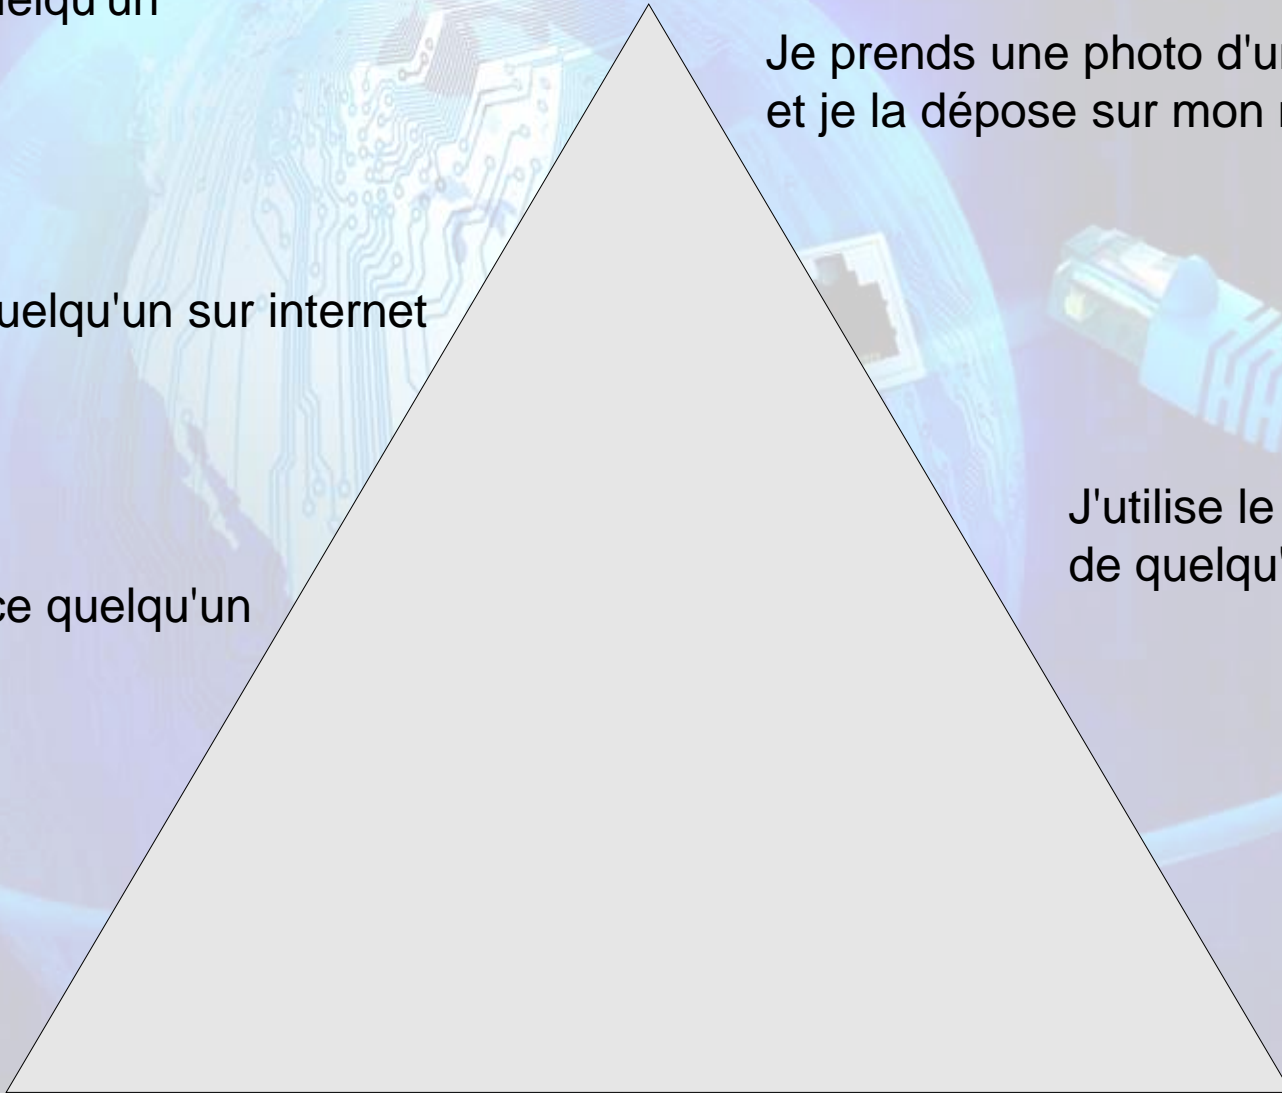 quelqu'un
Je prends une photo d'un
et je la dépose sur mon
quelqu'un sur internet
J'utilise le
de quelqu'
ce quelqu'un